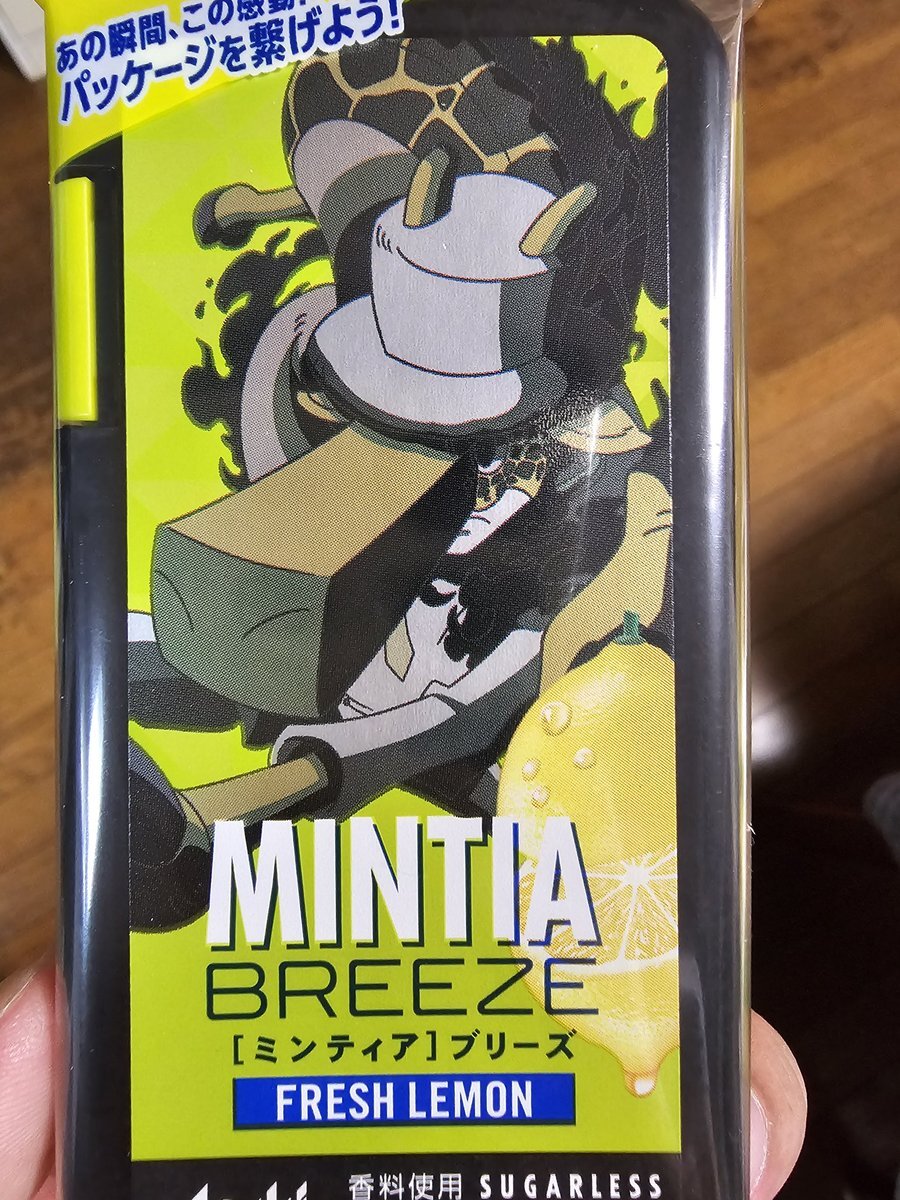 あの瞬間、この感動
パッケージを繋げよう!
MINTIA
BREEZE
[ミンティア]ブリーズ
FRESH LEMON
香料使用 SUGARLESS